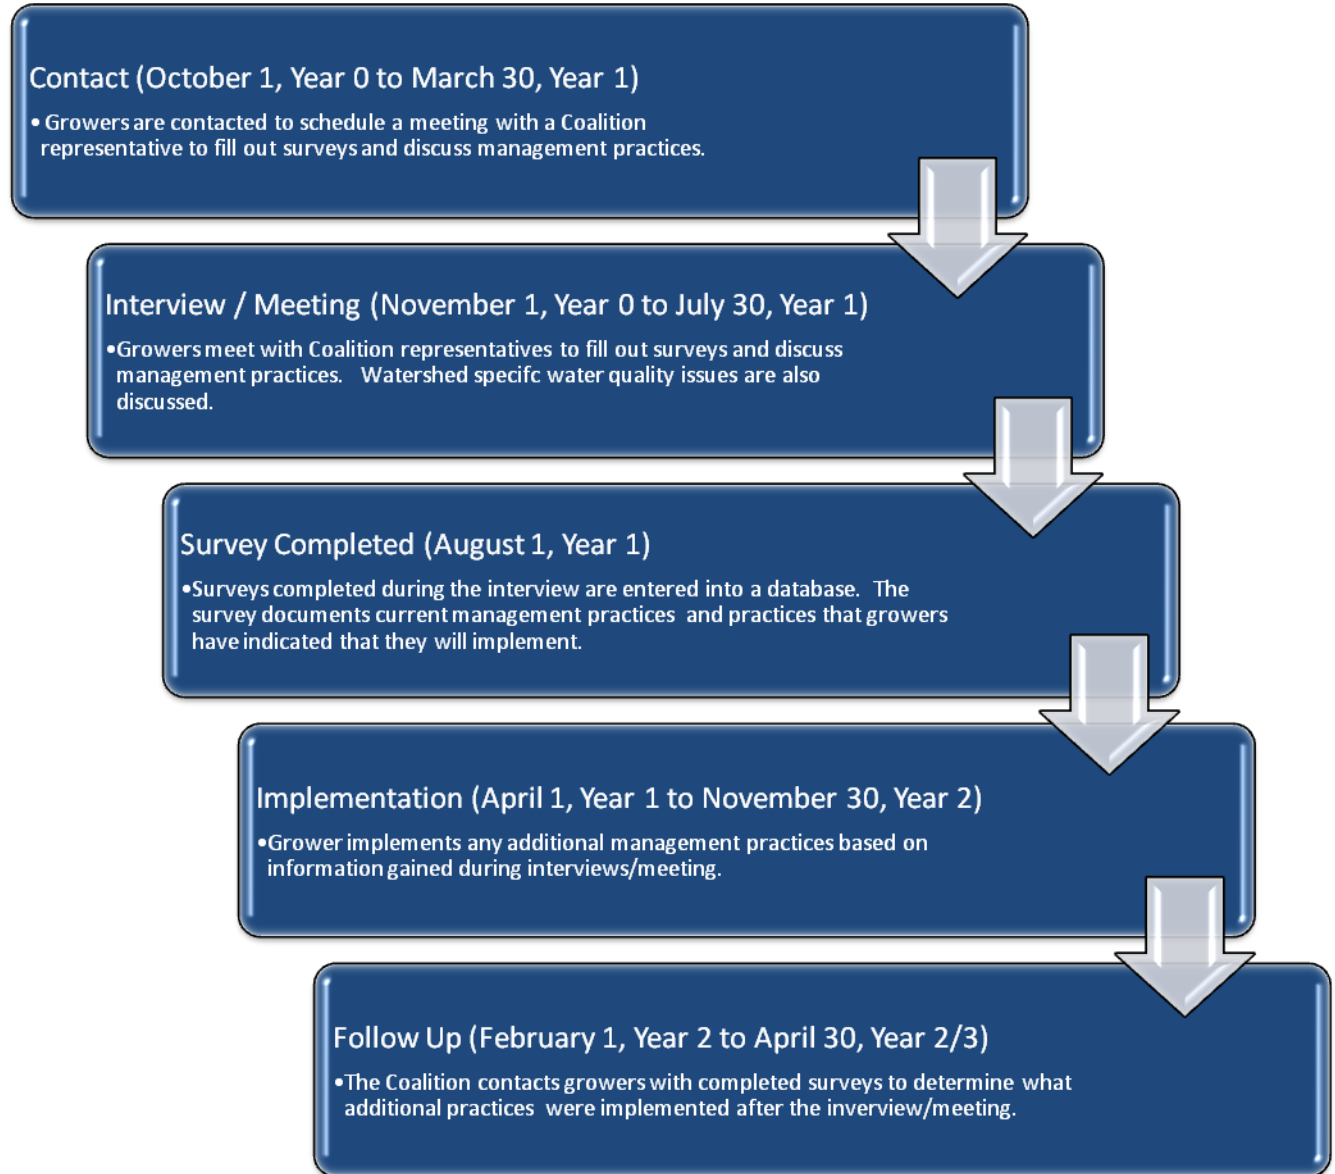 Contact (October 1, Year 0 to March 30, Year 1)
• Growers are contacted to schedule a meeting with a Coalition
representative to fill out surveys and discuss management practices.
Interview / Meeting (November 1, Year 0 to July 30, Year 1)
•Growers meet with Coalition representatives to fill out surveys and discuss
management practices. Watershed specifc water quality issues are also
discussed.
Survey Completed (August 1, Year 1)
•Surveys completed during the interview are entered into a database. The
survey documents current management practices and practices that growers
have indicated that they will implement.
Implementation (April 1, Year 1 to November 30, Year 2)
•Grower implements any additional management practices based on
information gained during interviews/meeting.
Follow Up (February 1, Year 2 to April 30, Year 2/3)
•The Coalition contacts growers with completed surveys to determine what
additional practices were implemented after the inverview/meeting.